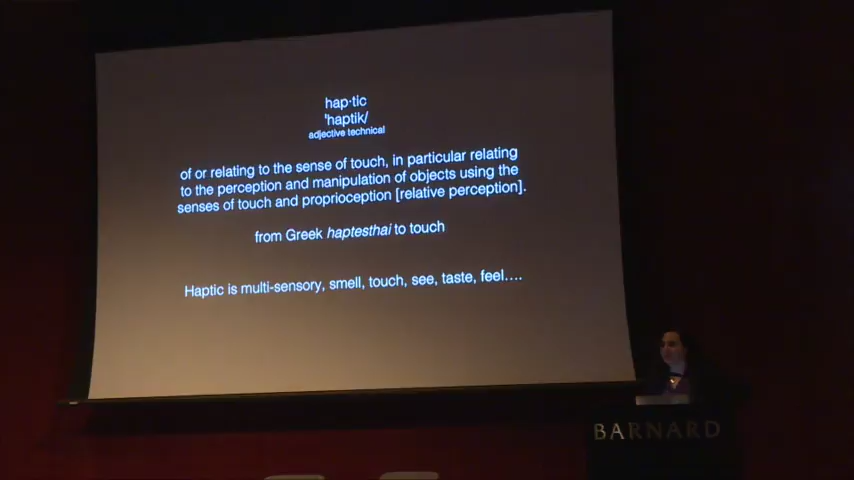 hap·tic
'haptik/
adjective technical
of or relating to the sense of touch, in particular relating
to the perception and manipulation of objects using the
senses of touch and proprioception [relative perception].
from Greek haptesthai to touch
Haptic is multi-sensory, smell, touch, see, taste, feel....
BARNARD